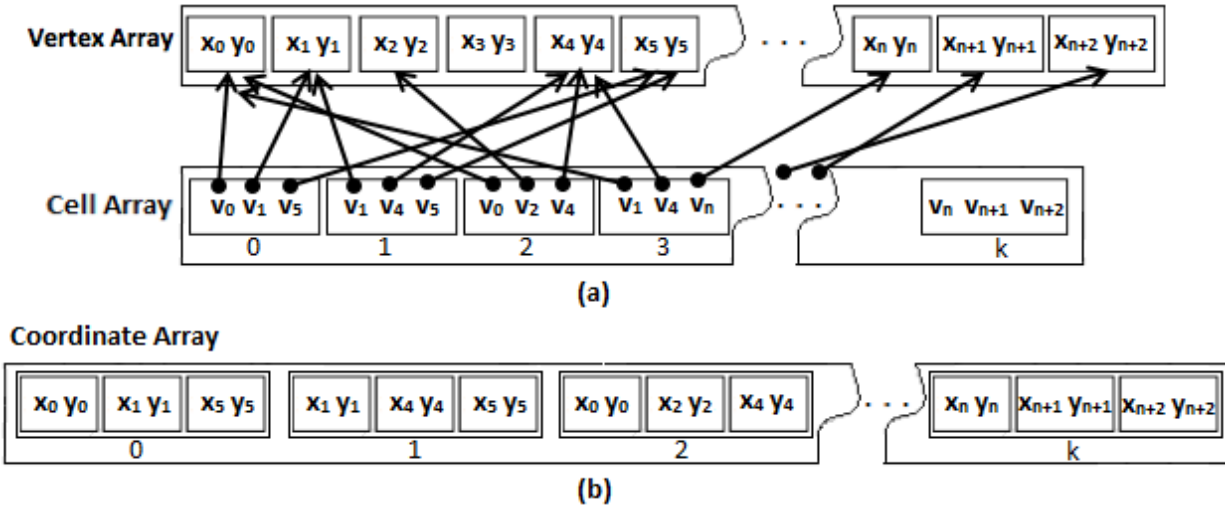 Vertex Array x₀ y₀ x₁ y₁ x₂ y₂ x₃ y₃ x₄ y₄ x₅ y₅ . . . xₙ yₙ xₙ₊₁ yₙ₊₁ xₙ₊₂ yₙ₊₂
Cell Array v₀ v₁ v₅ v₁ v₄ v₅ v₀ v₂ v₄ v₁ v₄ vₙ . . . vₙ vₙ₊₁ vₙ₊₂
0 1 2 3 k
(a)
Coordinate Array
x₀ y₀ x₁ y₁ x₅ y₅ x₁ y₁ x₄ y₄ x₅ y₅ x₀ y₀ x₂ y₂ x₄ y₄ . . . xₙ yₙ xₙ₊₁ yₙ₊₁ xₙ₊₂ yₙ₊₂
0 1 2 k
(b)